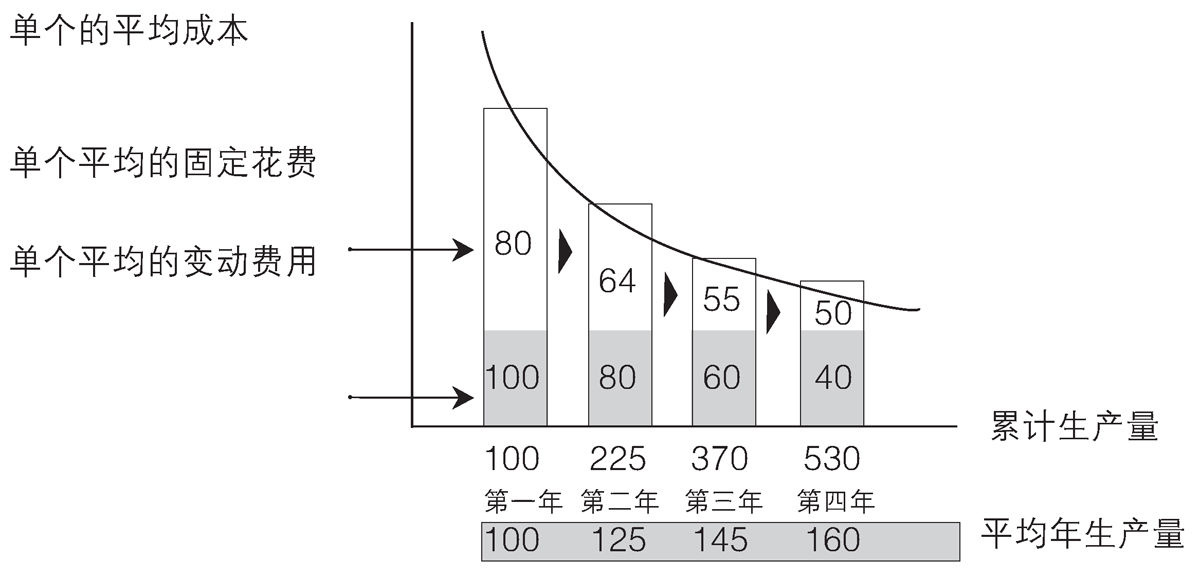 单个的平均成本
单个平均的固定花费
单个平均的变动费用
80
64
55
50
100
80
60
40
累计生产量
100 225 370 530
第一年 第二年 第三年 第四年
100 125 145 160
平均年生产量